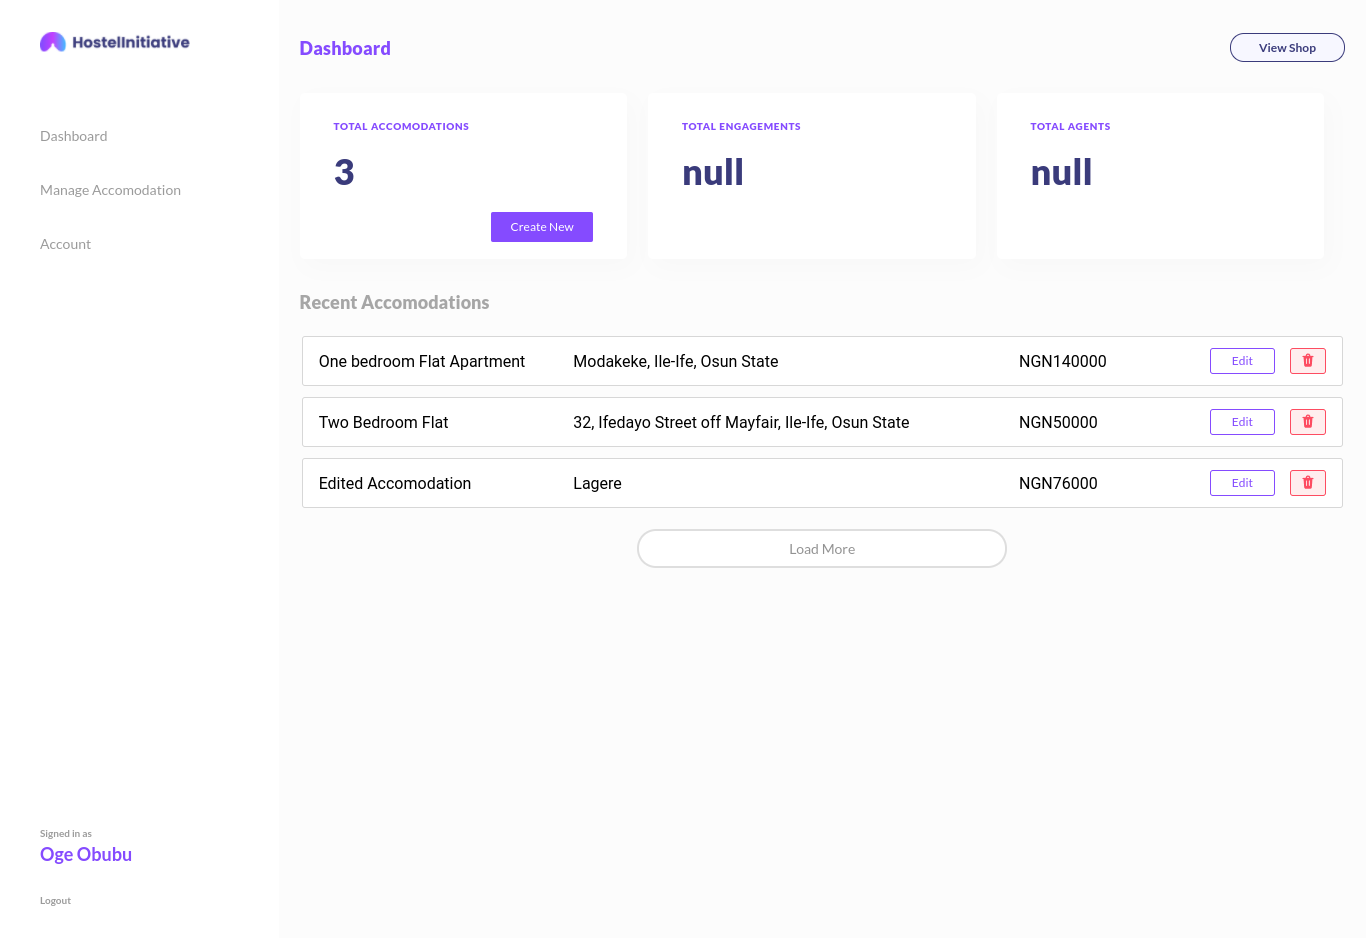 HostelInitiative
Dashboard
Manage Accomodation
Account
Signed in as
Oge Obubu
Logout
Dashboard
View Shop
TOTAL ACCOMODATIONS
3
Create New
TOTAL ENGAGEMENTS
null
TOTAL AGENTS
null
Recent Accomodations
One bedroom Flat Apartment Modakeke, Ile-Ife, Osun State NGN140000 Edit
Two Bedroom Flat 32, Ifedayo Street off Mayfair, Ile-Ife, Osun State NGN50000 Edit
Edited Accomodation Lagere NGN76000 Edit
Load More